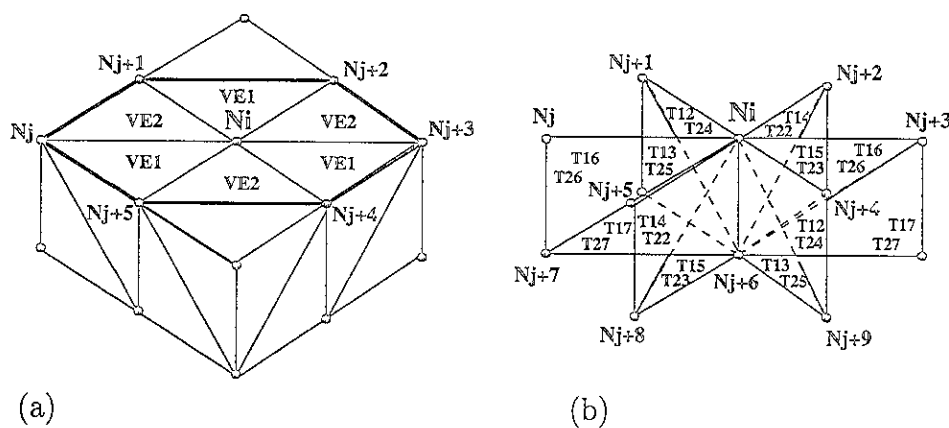 Nj+1
Nj+2
VE1
VE2
Ni
VE2
Nj
Nj+3
VE1
VE1
VE2
Nj+5
Nj+4
(a)
Nj+1
Nj+2
Ni
Nj
Nj+3
T12
T24
T14
T22
T16
T26
T13
T25
T15
T23
T16
T26
Nj+5
Nj+4
T17
T27
T14
T22
T12
T24
T17
T27
Nj+7
T15
T23
Nj+6
T13
T25
Nj+8
Nj+9
(b)